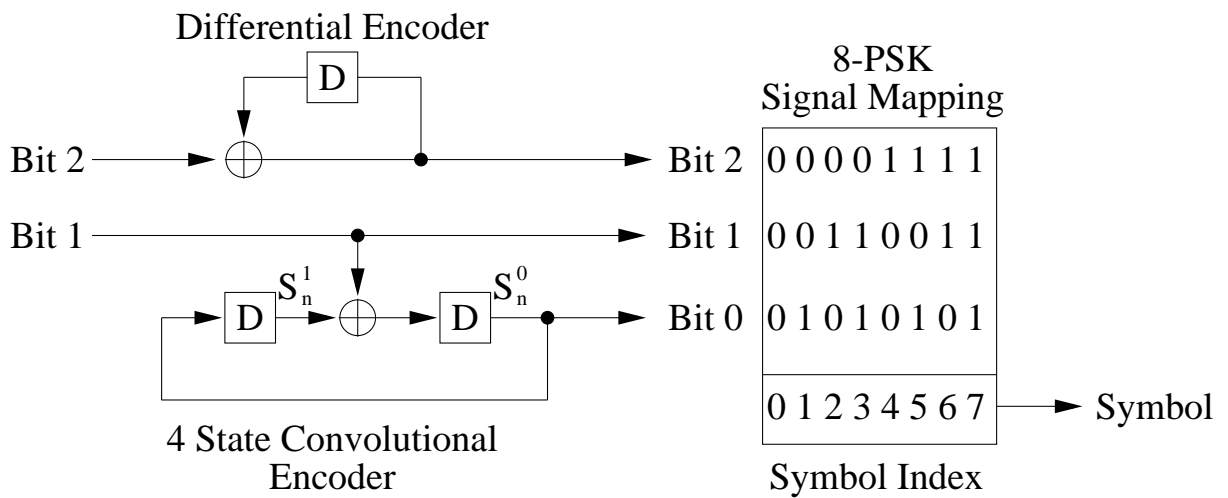 Differential Encoder
D
8-PSK
Signal Mapping
Bit 2
Bit 2
0 0 0 0 1 1 1 1
Bit 1
Bit 1
0 0 1 1 0 0 1 1
D
S_n^1
D
S_n^0
Bit 0
0 1 0 1 0 1 0 1
0 1 2 3 4 5 6 7
Symbol
4 State Convolutional
Encoder
Symbol Index